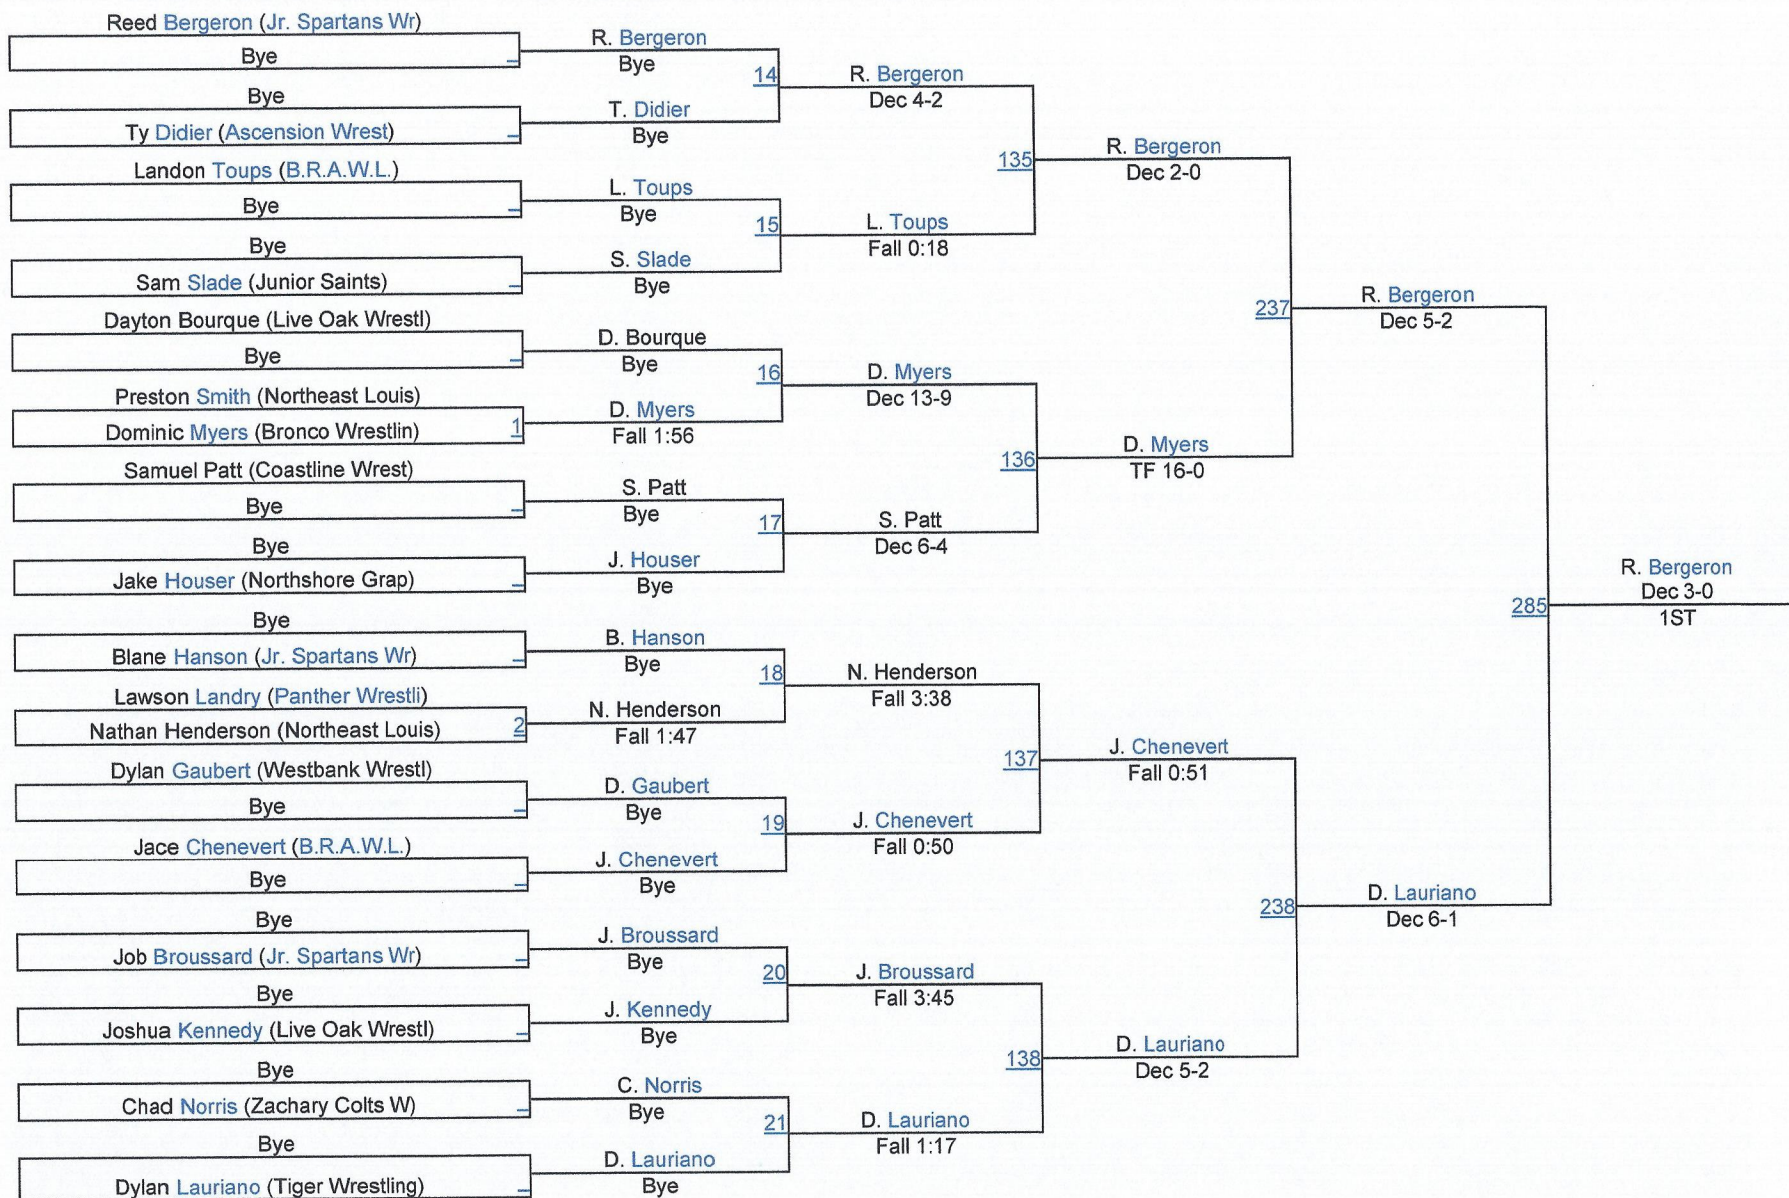 Reed Bergeron (Jr. Spartans Wr)
Bye
Bye
Ty Didier (Ascension Wrest)
Landon Toups (B.R.A.W.L.)
Bye
Bye
Sam Slade (Junior Saints)
Dayton Bourque (Live Oak Wrestl)
Bye
Preston Smith (Northeast Louis)
Dominic Myers (Bronco Wrestlin)
1
Samuel Patt (Coastline Wrest)
Bye
Bye
Jake Houser (Northshore Grap)
Bye
Blane Hanson (Jr. Spartans Wr)
Lawson Landry (Panther Wrestli)
Nathan Henderson (Northeast Louis)
2
Dylan Gaubert (Westbank Wrestl)
Bye
Jace Chenevert (B.R.A.W.L.)
Bye
Bye
Job Broussard (Jr. Spartans Wr)
Bye
Joshua Kennedy (Live Oak Wrestl)
Bye
Chad Norris (Zachary Colts W)
Bye
Dylan Lauriano (Tiger Wrestling)
R. Bergeron
Bye
14
T. Didier
Bye
L. Toups
Bye
15
S. Slade
Bye
D. Bourque
Bye
16
D. Myers
Fall 1:56
S. Patt
Bye
17
J. Houser
Bye
B. Hanson
Bye
18
N. Henderson
Fall 1:47
D. Gaubert
Bye
19
J. Chenevert
Bye
J. Broussard
Bye
20
J. Kennedy
Bye
C. Norris
Bye
21
D. Lauriano
Bye
R. Bergeron
Dec 4-2
135
L. Toups
Fall 0:18
D. Myers
Dec 13-9
136
S. Patt
Dec 6-4
N. Henderson
Fall 3:38
137
J. Chenevert
Fall 0:50
J. Broussard
Fall 3:45
138
D. Lauriano
Fall 1:17
R. Bergeron
Dec 2-0
237
D. Myers
TF 16-0
J. Chenevert
Fall 0:51
238
D. Lauriano
Dec 5-2
R. Bergeron
Dec 5-2
285
D. Lauriano
Dec 6-1
R. Bergeron
Dec 3-0
1ST